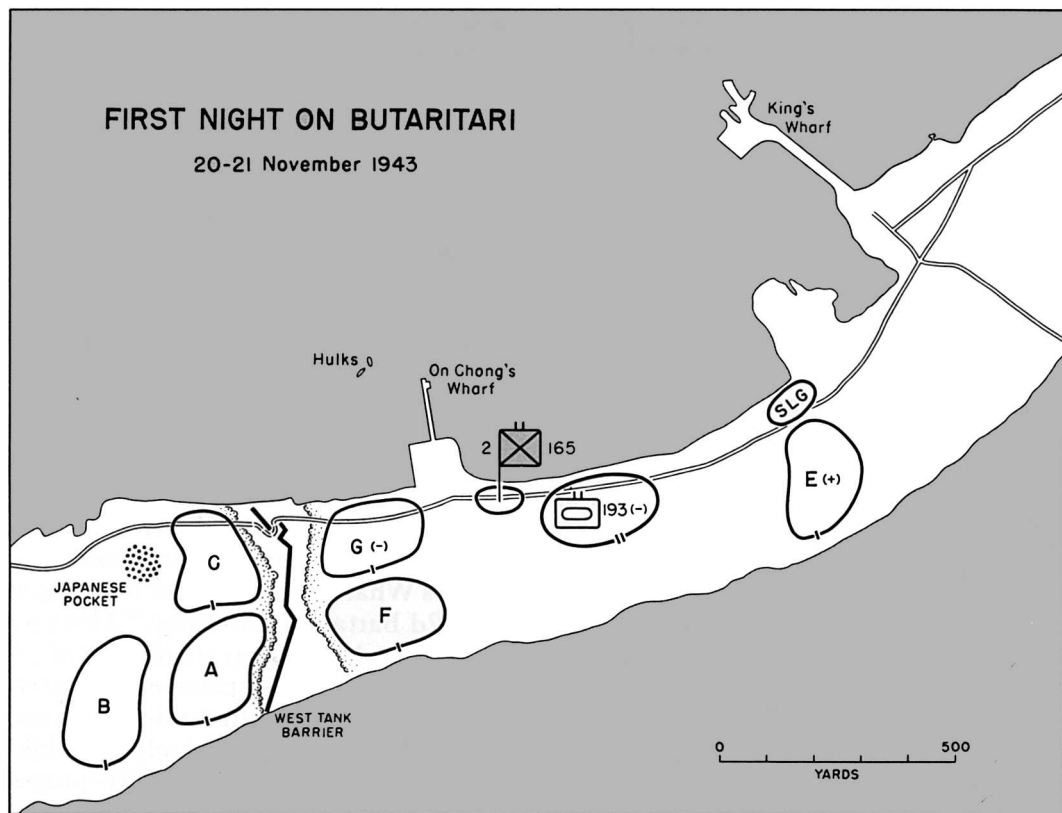 FIRST NIGHT ON BUTARITARI
20-21 November 1943
King's
Wharf
Hulks
On Chong's
Wharf
2
165
SLG
E (+)
193 (-)
G (-)
C
JAPANESE
POCKET
F
A
B
WEST TANK
BARRIER
0
500
YARDS